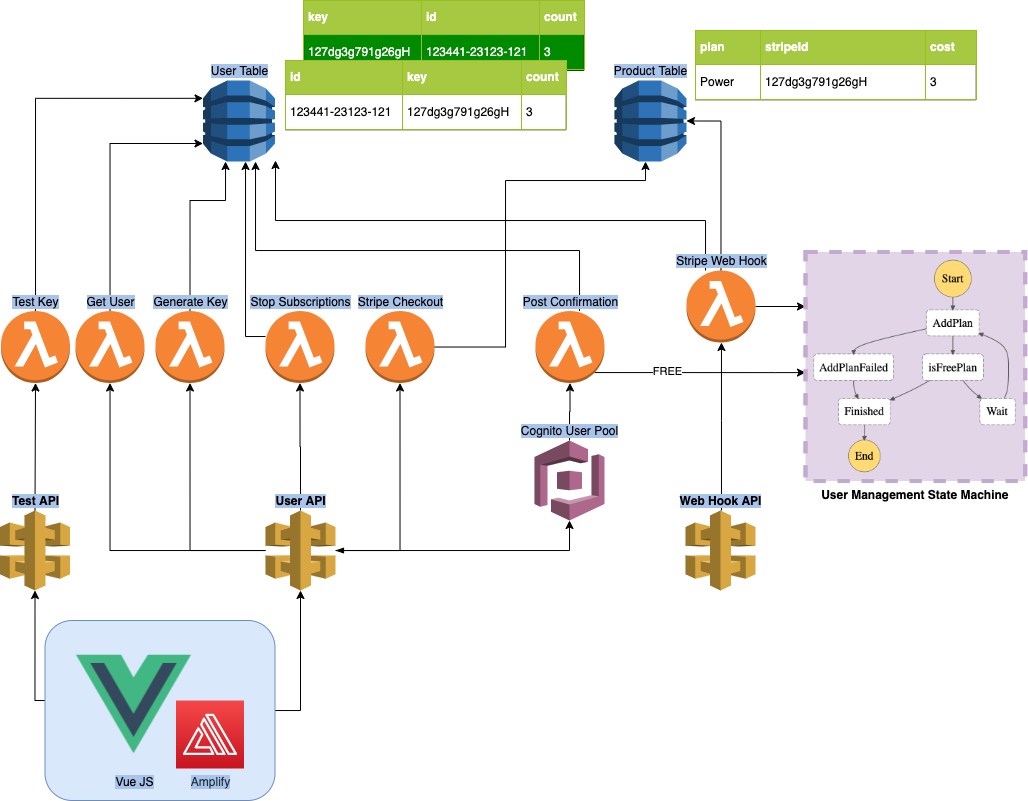 key id count
127dg3g791g26gH 123441-23123-121 3
User Table
id key count
123441-23123-121 127dg3g791g26gH 3
Product Table
plan stripeId cost
Power 127dg3g791g26gH 3
Stripe Web Hook
Test Key
Get User
Generate Key
Stop Subscriptions
Stripe Checkout
Post Confirmation
Start
AddPlan
AddPlanFailed
isFreePlan
Finished
Wait
End
FREE
User Management State Machine
Cognito User Pool
Test API
User API
Web Hook API
Vue JS
Amplify